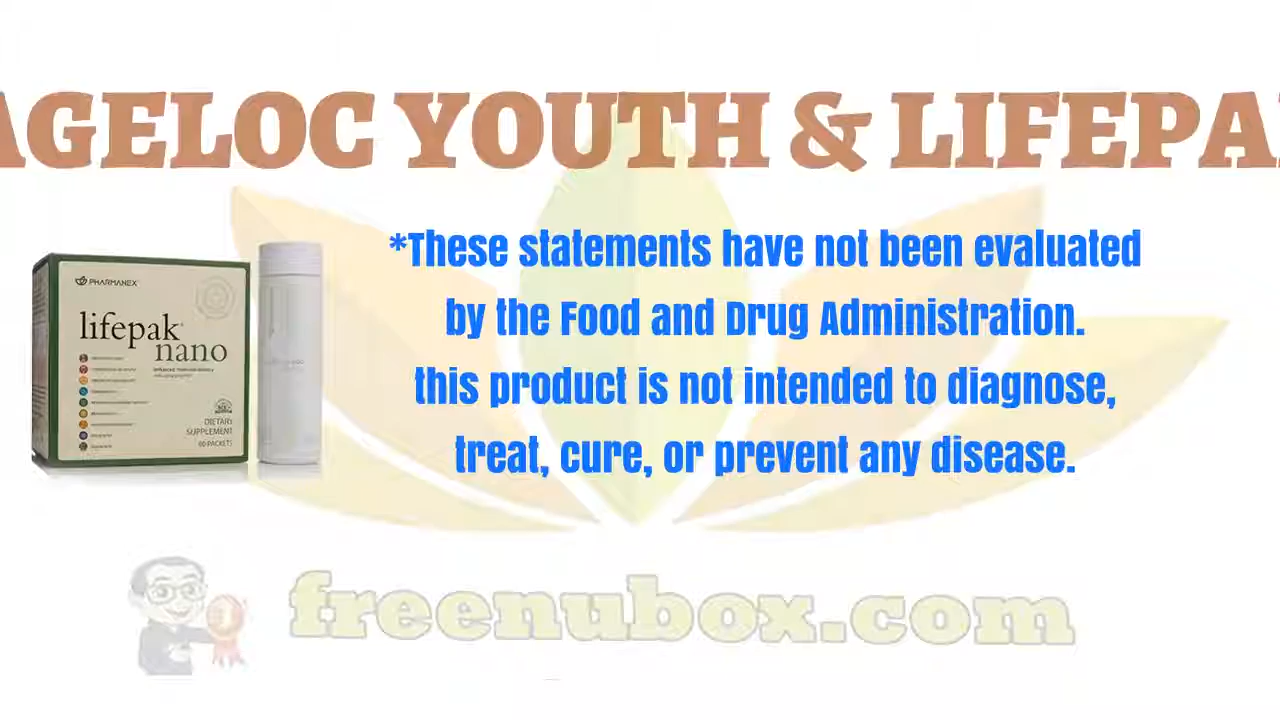 AGELOC YOUTH & LIFEPA
*These statements have not been evaluated
by the Food and Drug Administration.
this product is not intended to diagnose,
treat, cure, or prevent any disease.
PHARMANEX
lifepak
nano
DIETARY
SUPPLEMENT
60 PACKETS
freenubox.com